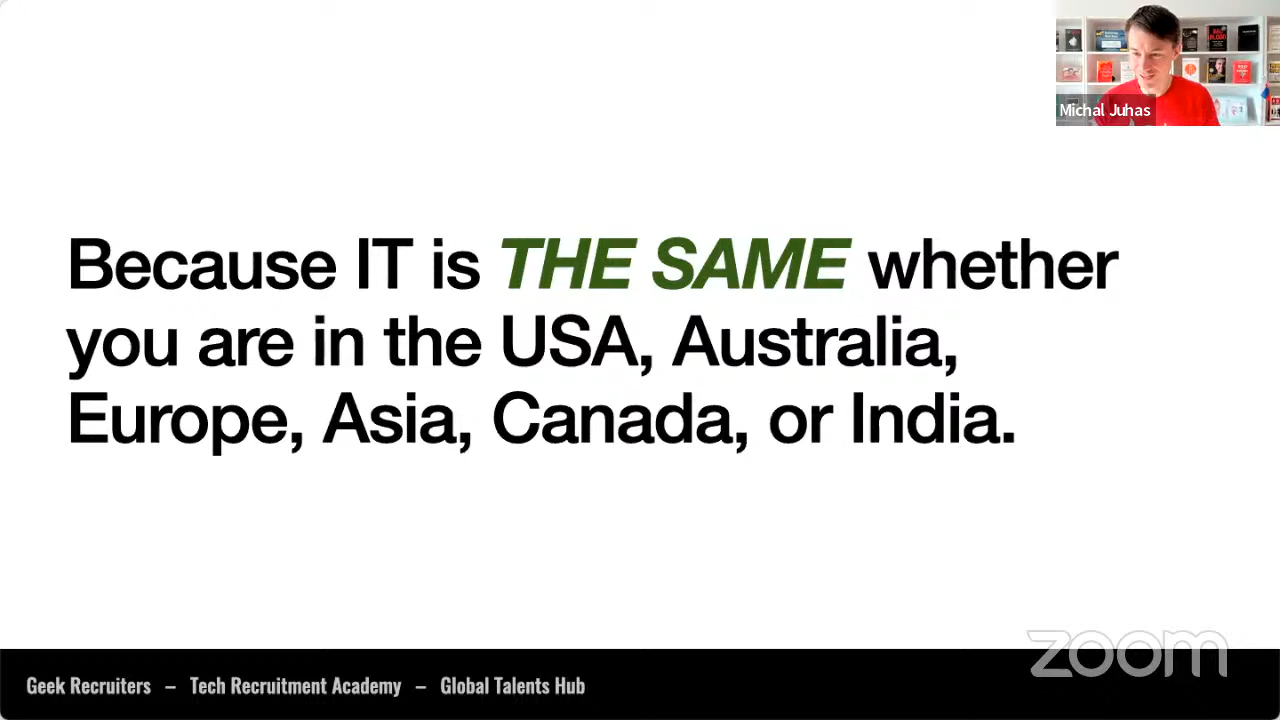 Michal Juhas
Because IT is THE SAME whether
you are in the USA, Australia,
Europe, Asia, Canada, or India.
zoom
Geek Recruiters – Tech Recruitment Academy – Global Talents Hub